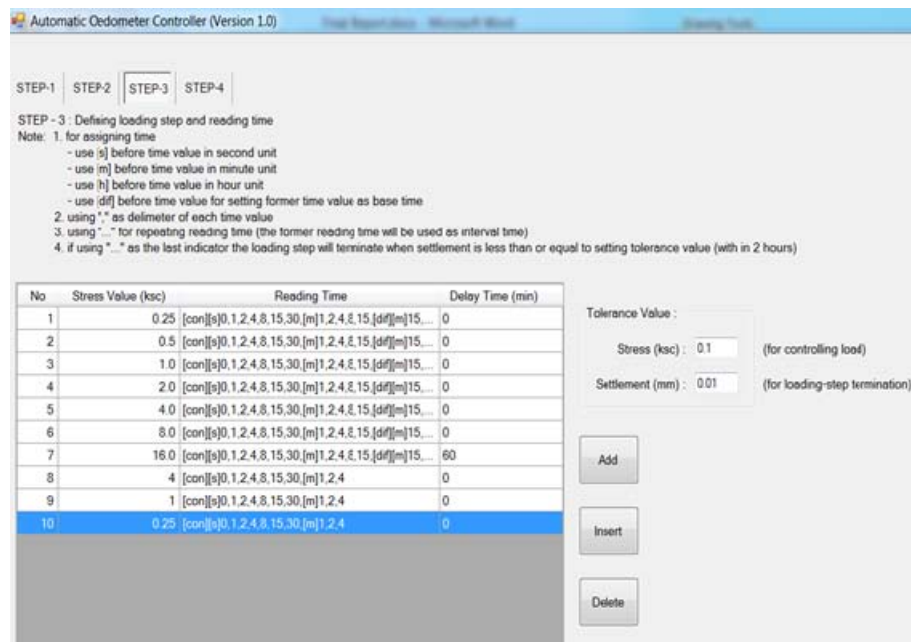 Automatic Oedometer Controller (Version 1.0)
STEP-1 STEP-2 STEP-3 STEP-4
STEP - 3 : Defining loading step and reading time
Note: 1. for assigning time
- use [s] before time value in second unit
- use [m] before time value in minute unit
- use [h] before time value in hour unit
- use [dif] before time value for setting former time value as base time
2. using "," as delimeter of each time value
3. using "..." for repeating reading time (the former reading time will be used as interval time)
4. if using "..." as the last indicator the loading step will terminate when settlement is less than or equal to setting tolerance value (with in 2 hours)
No Stress Value (ksc) Reading Time Delay Time (min)
1 0.25 [con][s]0,1,2,4,8,15,30,[m]1,2,4,8,15,[dif][m]15,... 0
2 0.5 [con][s]0,1,2,4,8,15,30,[m]1,2,4,8,15,[dif][m]15,... 0
3 1.0 [con][s]0,1,2,4,8,15,30,[m]1,2,4,8,15,[dif][m]15,... 0
4 2.0 [con][s]0,1,2,4,8,15,30,[m]1,2,4,8,15,[dif][m]15,... 0
5 4.0 [con][s]0,1,2,4,8,15,30,[m]1,2,4,8,15,[dif][m]15,... 0
6 8.0 [con][s]0,1,2,4,8,15,30,[m]1,2,4,8,15,[dif][m]15,... 0
7 16.0 [con][s]0,1,2,4,8,15,30,[m]1,2,4,8,15,[dif][m]15,... 60
8 4 [con][s]0,1,2,4,8,15,30,[m]1,2,4 0
9 1 [con][s]0,1,2,4,8,15,30,[m]1,2,4 0
10 0.25 [con][s]0,1,2,4,8,15,30,[m]1,2,4 0
Tolerance Value :
Stress (ksc) : 0.1 (for controlling load)
Settlement (mm) : 0.01 (for loading-step termination)
Add
Insert
Delete